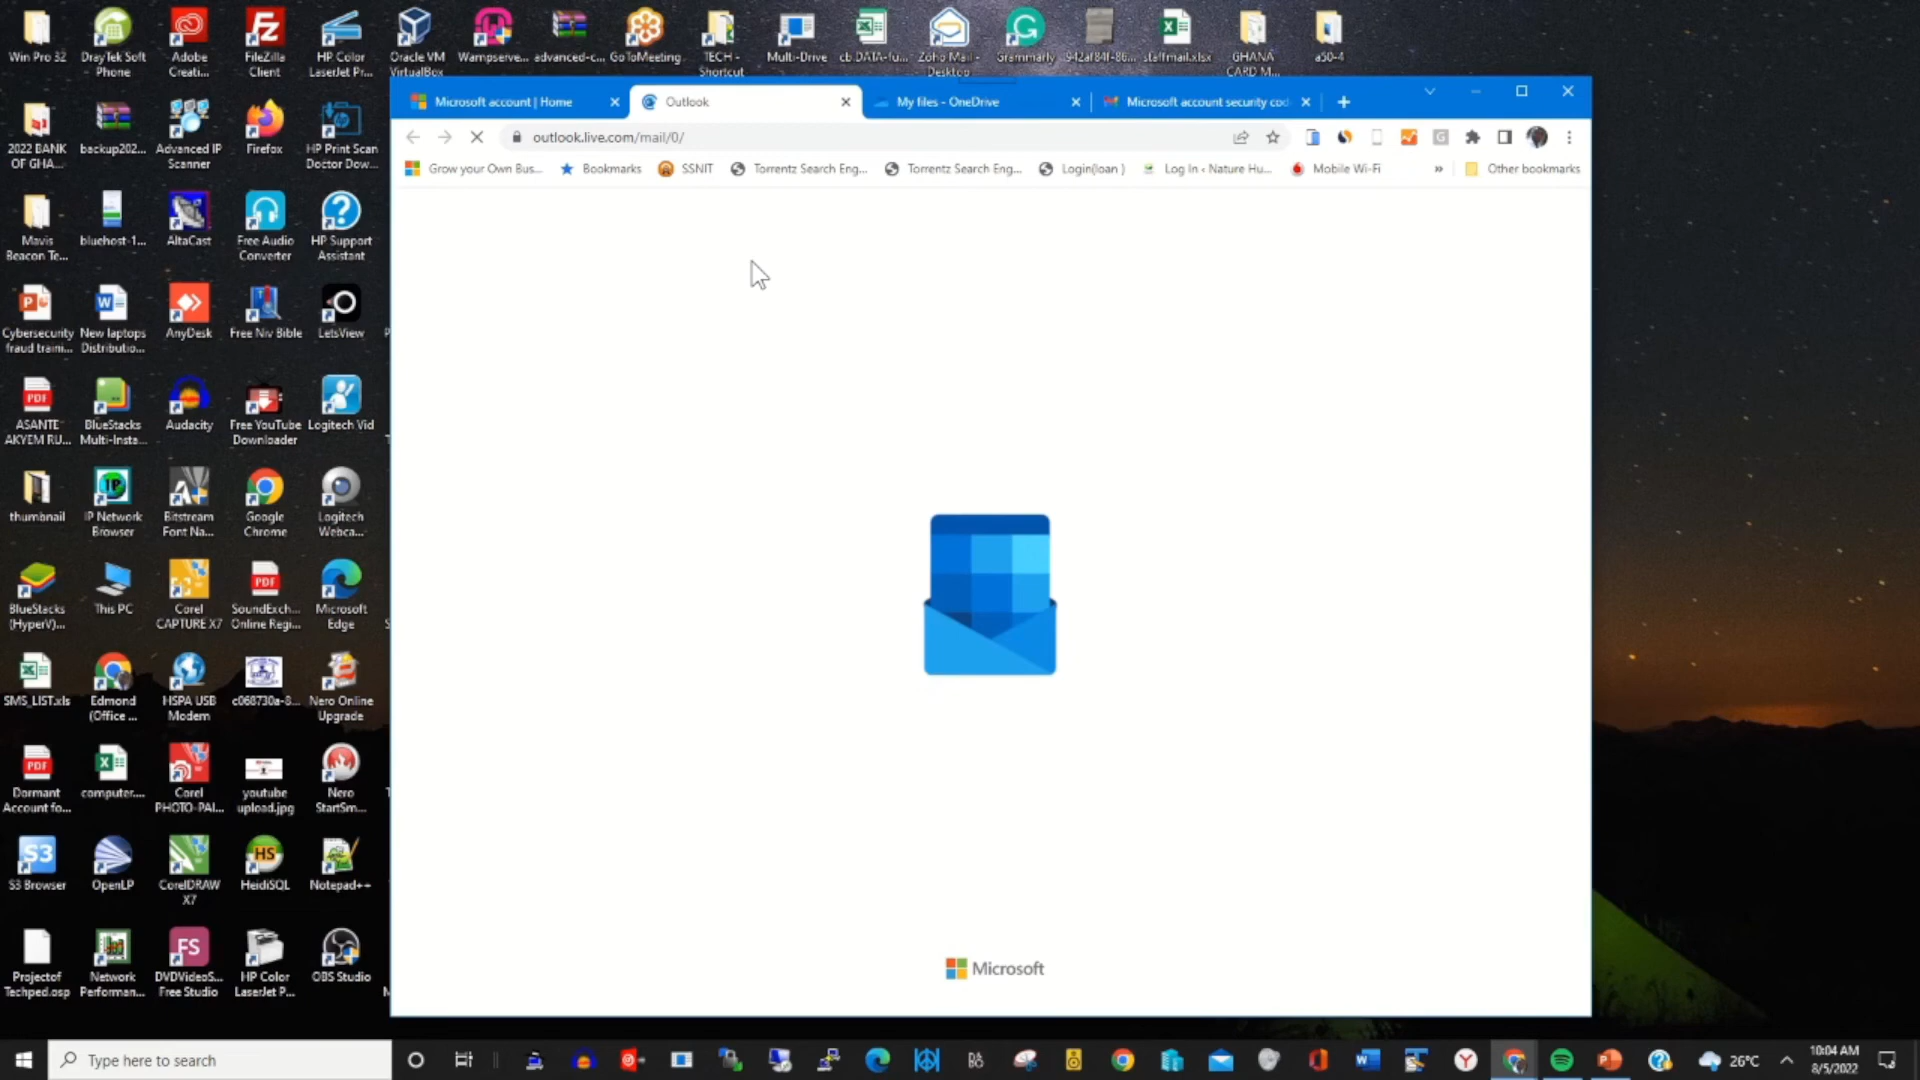 Win Pro 32
DrayTek Soft Phone
Adobe Creati...
FileZilla Client
HP Color LaserJet Pr...
Oracle VM VirtualBox
Wampserve...
advanced-c...
GoToMeeting
TECH - Shortcut
Multi-Drive
cb.DATA-fu...
Zoho Mail - Desktop
Grammarly
942af84f-86...
staffmail.xlsx
GHANA CARD M...
a50-4
Microsoft account | Home
Outlook
My files - OneDrive
Microsoft account security cod
outlook.live.com/mail/0/
Grow your Own Bus...
Bookmarks
SSNIT
Torrentz Search Eng...
Torrentz Search Eng...
Login(loan )
Log In ‹ Nature Hu...
Mobile Wi-Fi
»
Other bookmarks
2022 BANK OF GHA...
backup202...
Advanced IP Scanner
Firefox
HP Print Scan Doctor Dow...
Mavis Beacon Te...
bluehost-1...
AltaCast
Free Audio Converter
HP Support Assistant
Cybersecurity fraud traini...
New laptops Distributio...
AnyDesk
Free Niv Bible
LetsView
ASANTE AKYEM RU...
BlueStacks Multi-Insta...
Audacity
Free YouTube Downloader
Logitech Vid
thumbnail
IP Network Browser
Bitstream Font Na...
Google Chrome
Logitech Webca...
BlueStacks (HyperV)...
This PC
Corel CAPTURE X7
SoundExch... Online Regi...
Microsoft Edge
SMS_LIST.xls
Edmond (Office ...
HSPA USB Modem
c068730a-8...
Nero Online Upgrade
Dormant Account fo...
computer....
Corel PHOTO-PAI...
youtube upload.jpg
Nero StartSm...
S3 Browser
OpenLP
CorelDRAW X7
HeidiSQL
Notepad++
Projectof Techped.osp
Network Performan...
DVDVideoS... Free Studio
HP Color LaserJet P...
OBS Studio
Microsoft
Type here to search
26°C
10:04 AM
8/5/2022